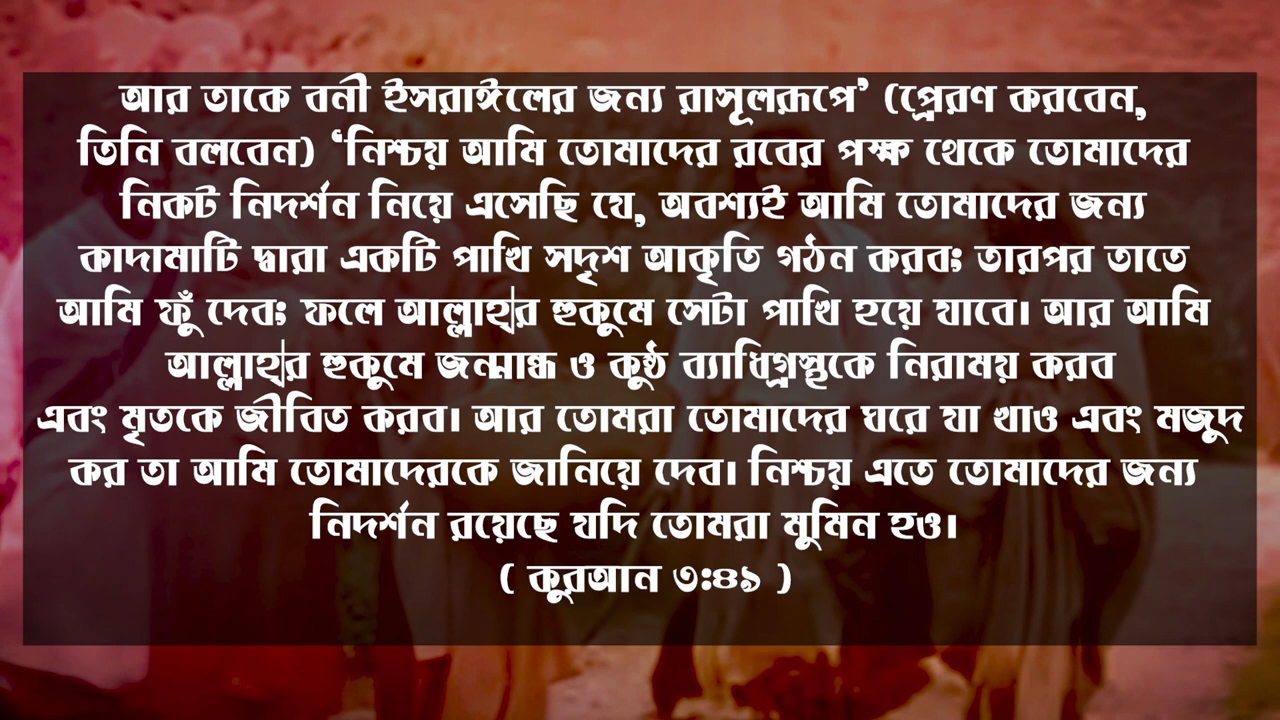 আর তাকে বনী ইসরাঈলের জন্য রাসূলরূপে’ (প্রেরণ করবেন,
তিনি বলবেন) ‘নিশ্চয় আমি তোমাদের রবের পক্ষ থেকে তোমাদের
নিকট নিদর্শন নিয়ে এসেছি যে, অবশ্যই আমি তোমাদের জন্য
কাদামাটি দ্বারা একটি পাখি সদৃশ আকৃতি গঠন করব; তারপর তাতে
আমি ফুঁ দেব; ফলে আল্লাহ্‌র হুকুমে সেটা পাখি হয়ে যাবে। আর আমি
আল্লাহ্‌র হুকুমে জন্মান্ধ ও কুষ্ঠ ব্যাধিগ্রস্থকে নিরাময় করব
এবং মৃতকে জীবিত করব। আর তোমরা তোমাদের ঘরে যা খাও এবং মজুদ
কর তা আমি তোমাদেরকে জানিয়ে দেব। নিশ্চয় এতে তোমাদের জন্য
নিদর্শন রয়েছে যদি তোমরা মুমিন হও।
( কুরআন ৩:৪৯ )